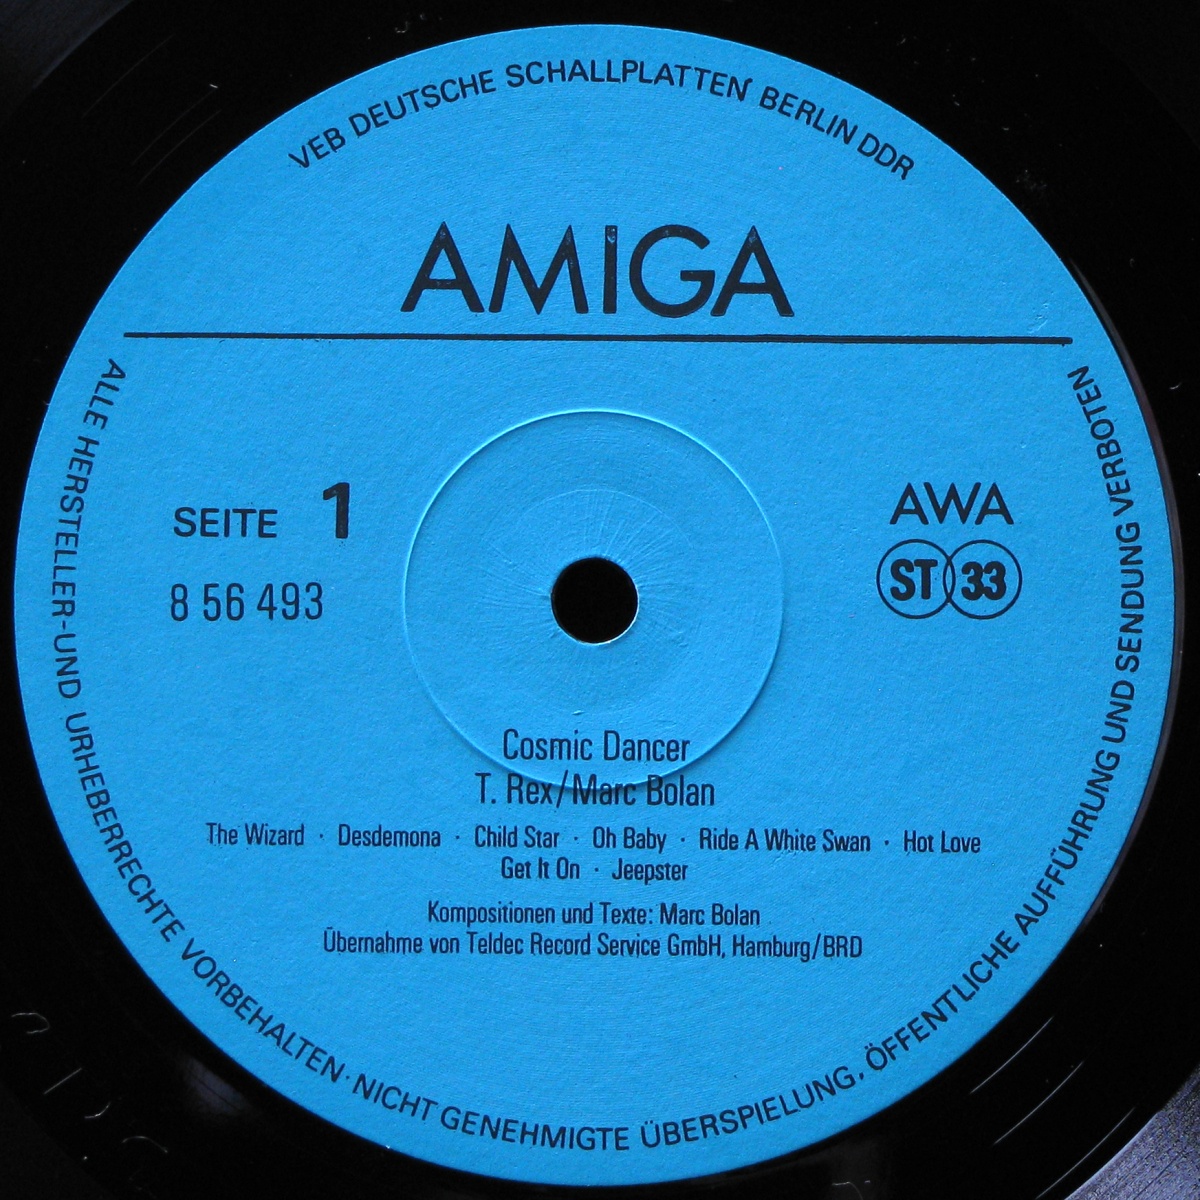 VEB DEUTSCHE SCHALLPLATTEN BERLIN DDR
AMIGA
SEITE 1
8 56 493
AWA
ST 33
Cosmic Dancer
T. Rex/Marc Bolan
The Wizard · Desdemona · Child Star · Oh Baby · Ride A White Swan · Hot Love
Get It On · Jeepster
Kompositionen und Texte: Marc Bolan
Übernahme von Teldec Record Service GmbH, Hamburg/BRD
ALLE HERSTELLER-UND URHEBERRECHTE VORBEHALTEN · NICHT GENEHMIGTE ÜBERSPIELUNG, ÖFFENTLICHE AUFFÜHRUNG UND SENDUNG VERBOTEN